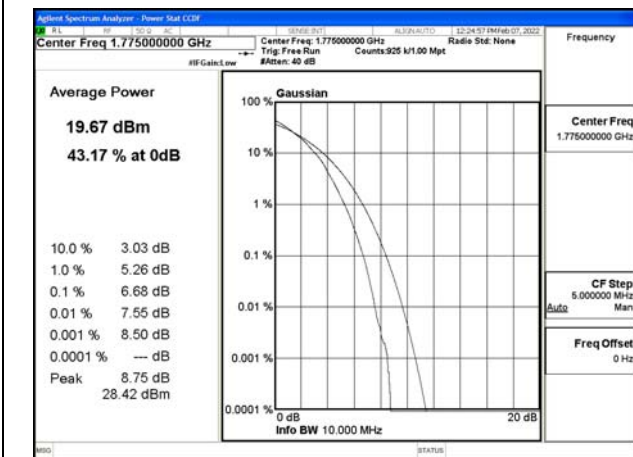 Agilent Spectrum Analyzer - Power Stat CCDF
RL RF 50 Ω AC SENSE:INT ALIGN AUTO 12:24:57 PM Feb 07, 2022
Center Freq 1.775000000 GHz
Center Freq: 1.775000000 GHz
Radio Std: None
Trig: Free Run Counts:925 k/1.00 Mpt
#IFGain:Low #Atten: 40 dB
Frequency
Average Power
19.67 dBm
43.17 % at 0dB
10.0 % 3.03 dB
1.0 % 5.26 dB
0.1 % 6.68 dB
0.01 % 7.55 dB
0.001 % 8.50 dB
0.0001 % --- dB
Peak 8.75 dB
28.42 dBm
Gaussian
100 %
10 %
1 %
0.1 %
0.01 %
0.001 %
0.0001 %
0 dB 20 dB
Info BW 10.000 MHz
Center Freq
1.775000000 GHz
CF Step
5.000000 MHz
Auto Man
Freq Offset
0 Hz
MSG STATUS